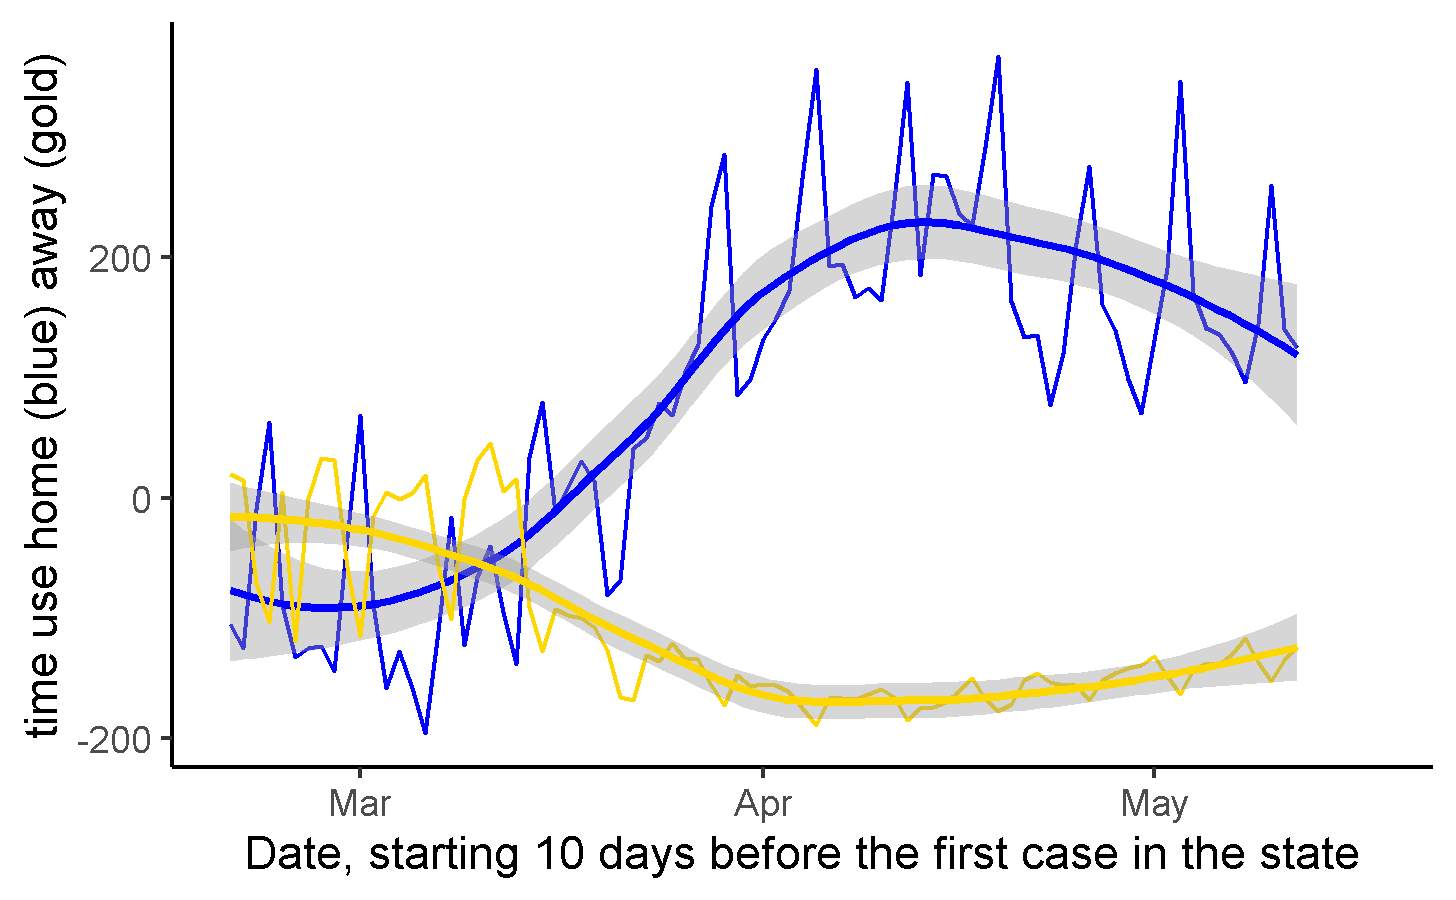 time use home (blue) away (gold)
200
0
-200
Mar
Apr
May
Date, starting 10 days before the first case in the state